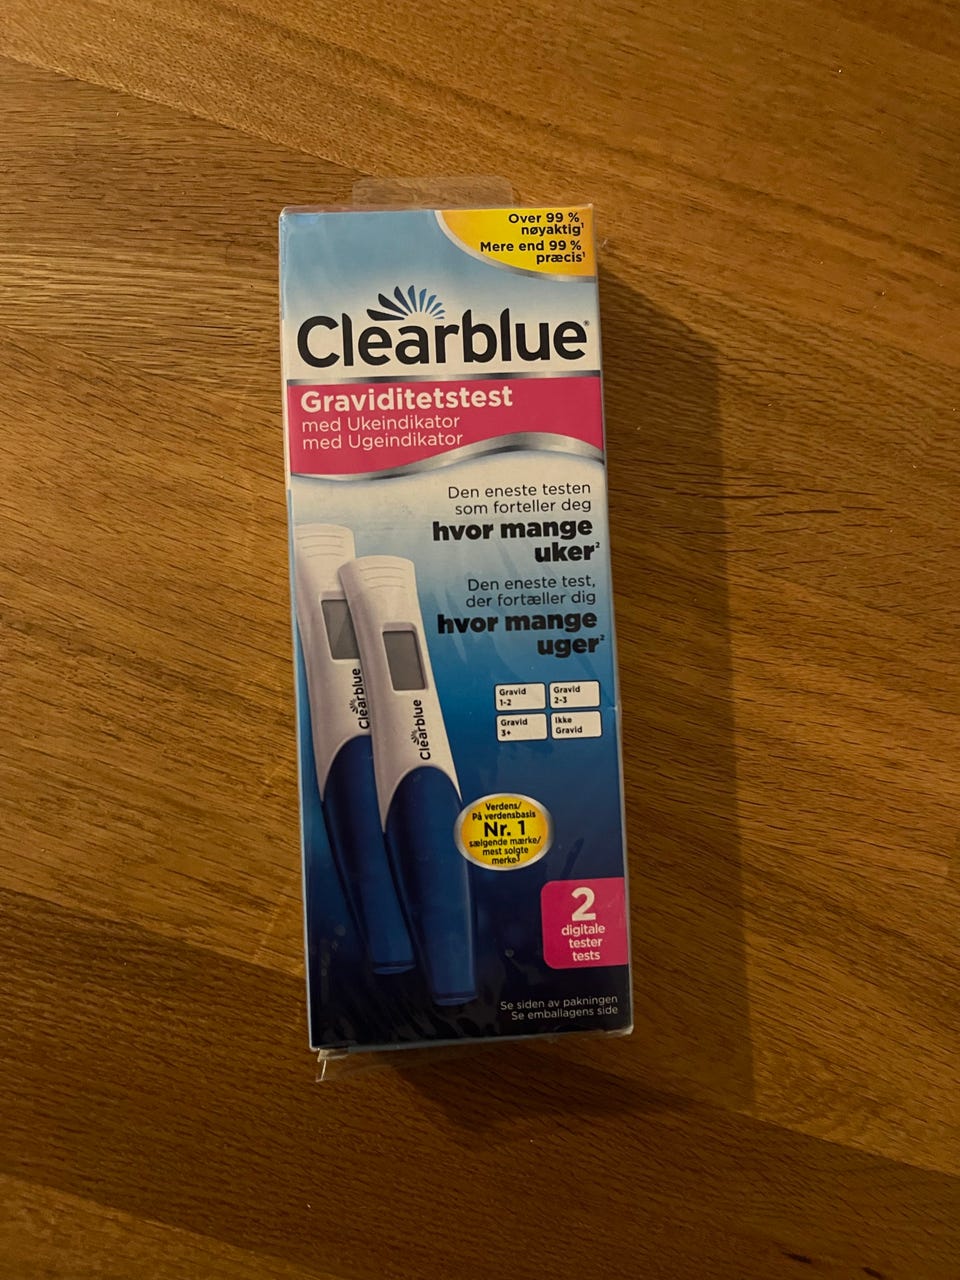 Over 99 %
nøyaktig¹
Mere end 99 %
præcis¹
Clearblue®
Graviditetstest
med Ukeindikator
med Ugeindikator
Den eneste testen
som forteller deg
hvor mange
uker²
Den eneste test,
der fortæller dig
hvor mange
uger²
Gravid
1-2
Gravid
2-3
Gravid
3+
Ikke
Gravid
Clearblue
Clearblue
Verdens/
På verdensbasis
Nr. 1
sælgende mærke/
mest solgte
merke³
2
digitale
tester
tests
Se siden av pakningen
Se emballagens side